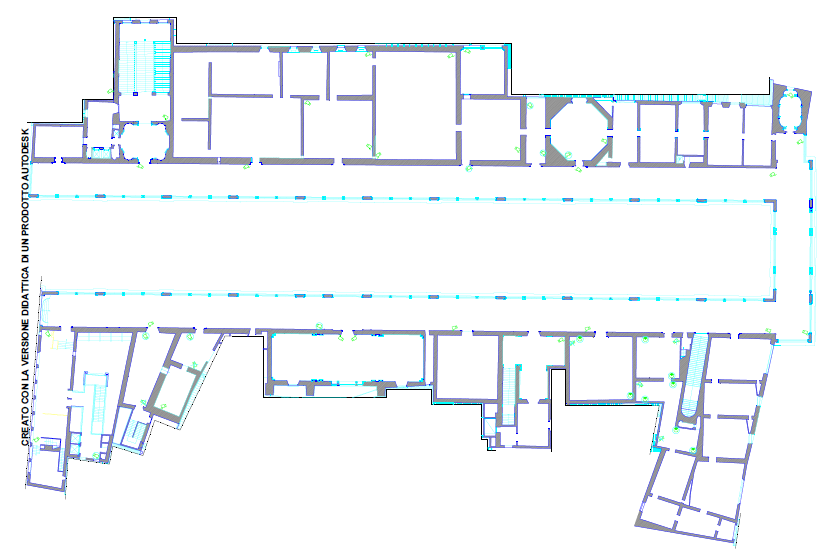 CREATO CON LA VERSIONE DIDATTICA DI UN PRODOTTO AUTODESK